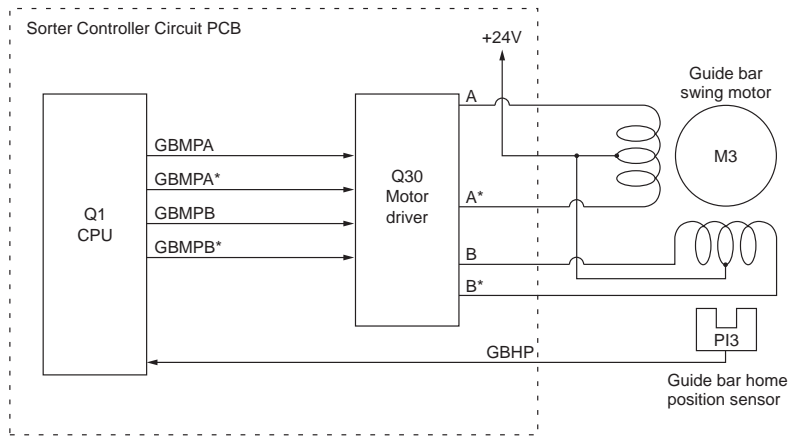 Sorter Controller Circuit PCB
+24V
A
Guide bar
swing motor
GBMPA
GBMPA*
GBMPB
GBMPB*
Q1
CPU
Q30
Motor
driver
M3
A*
B
B*
GBHP
PI3
Guide bar home
position sensor